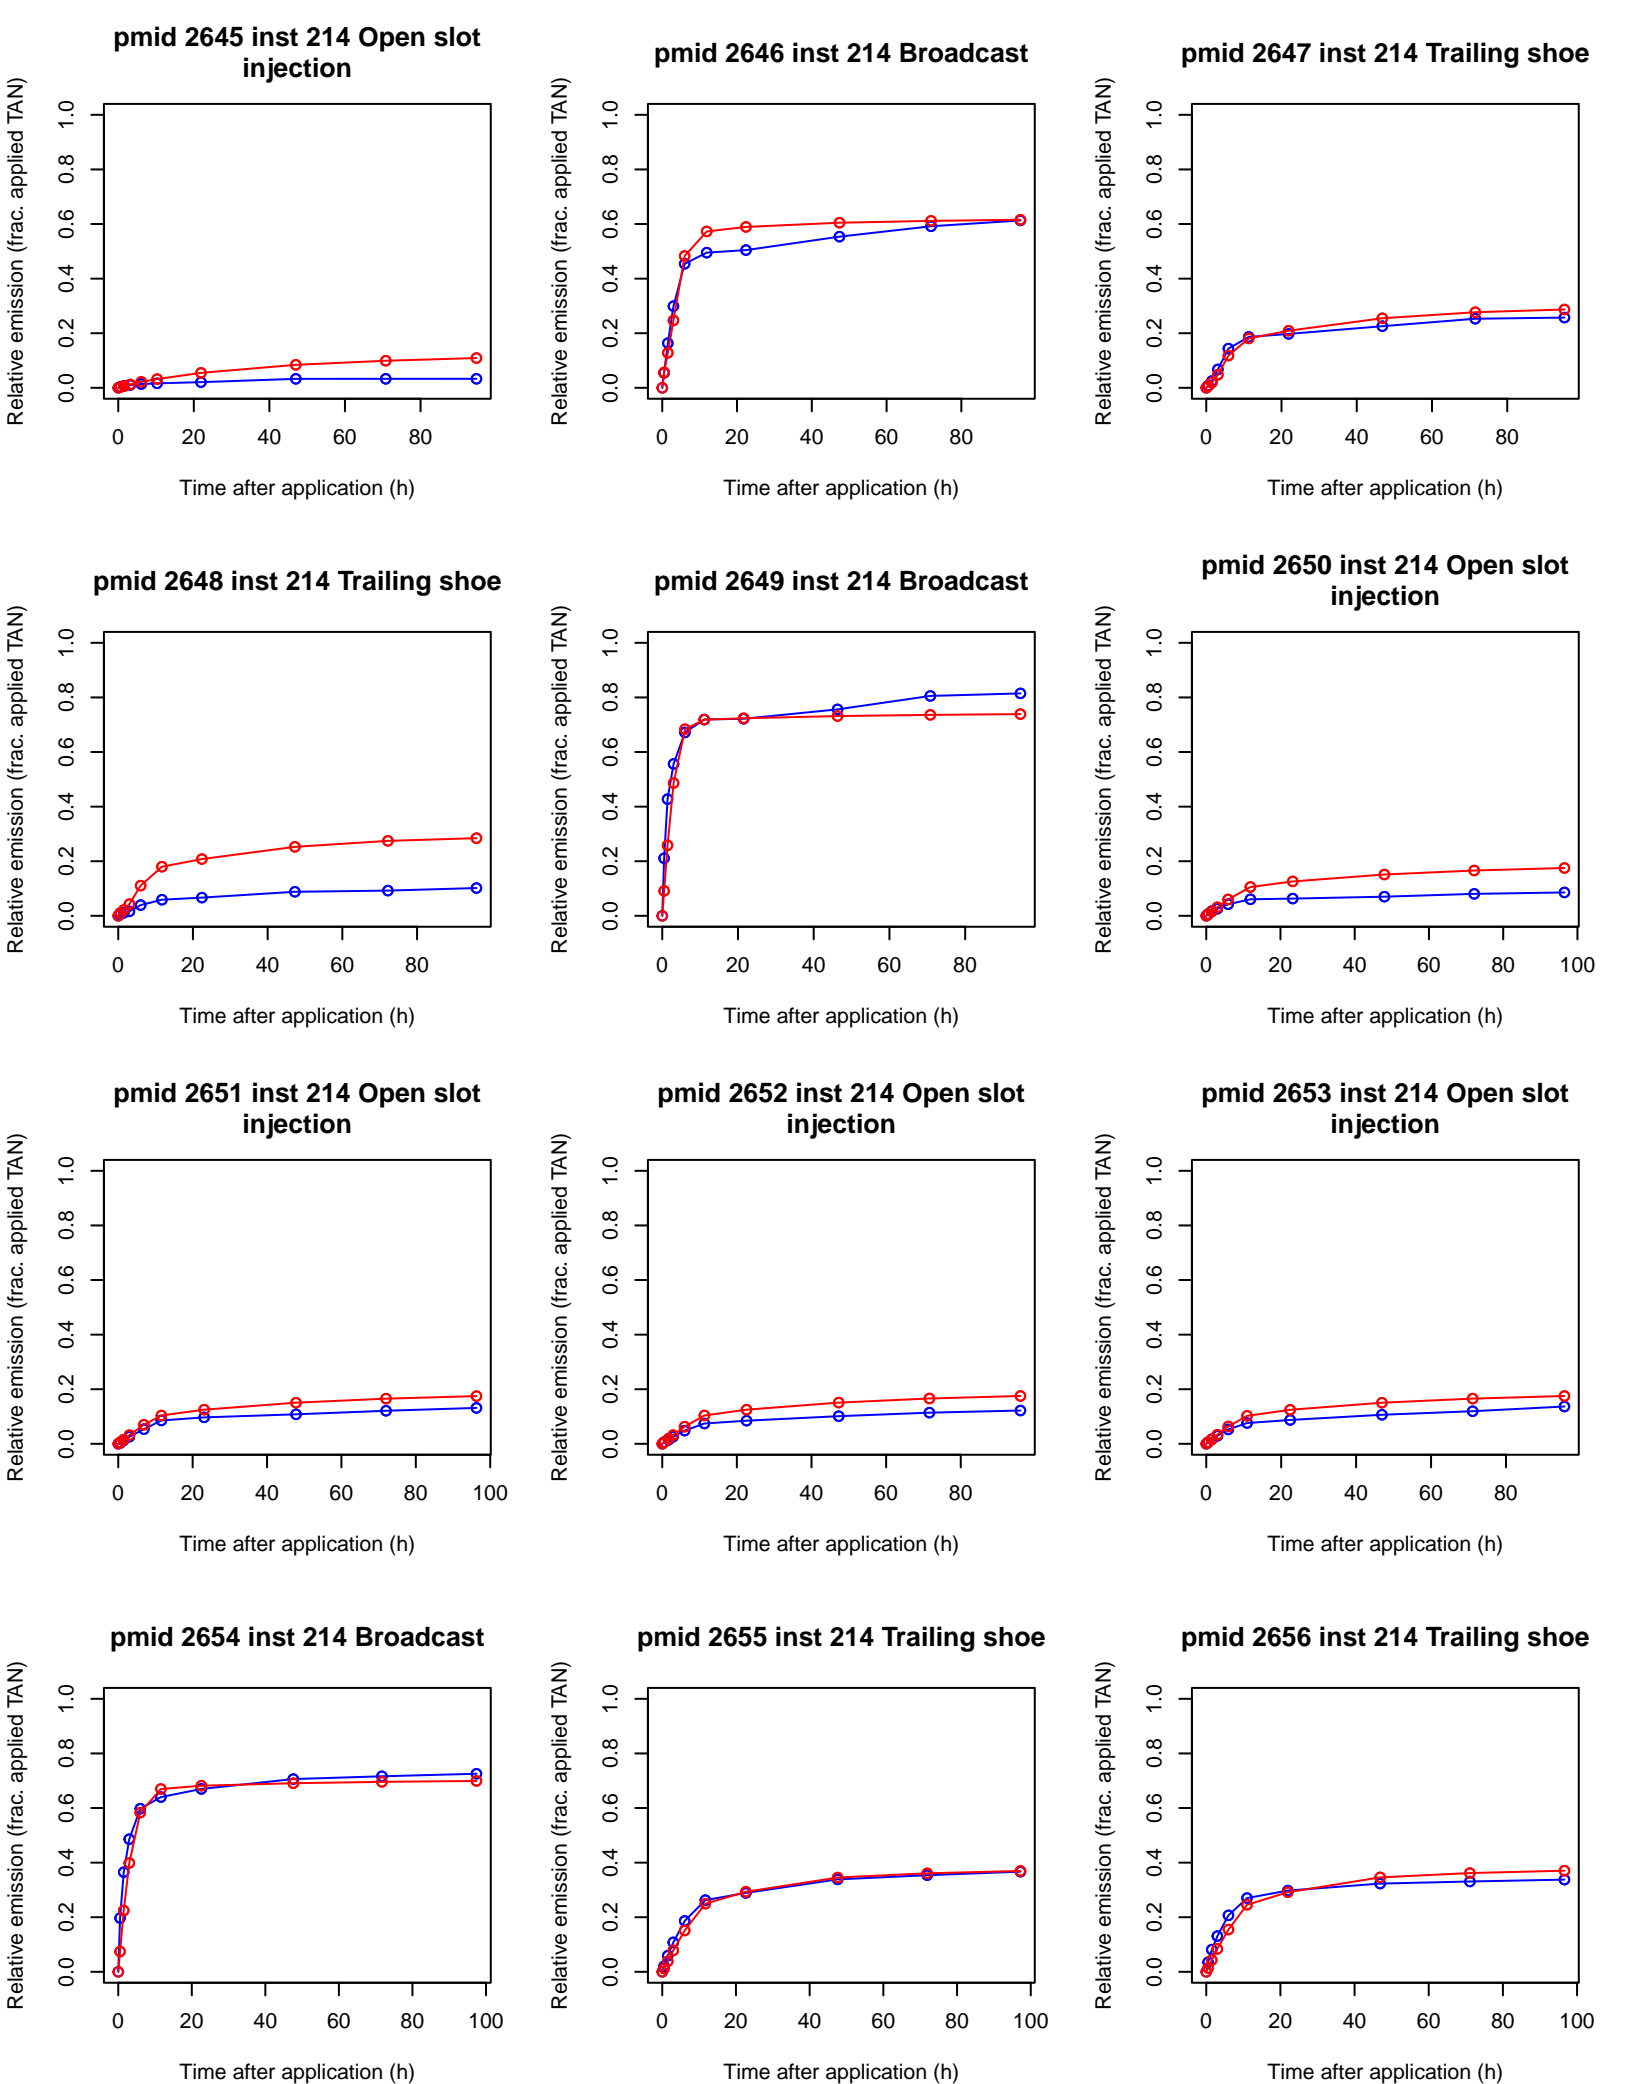 pmid 2645 inst 214 Open slot
injection
Relative emission (frac. applied TAN)
1.0
0.8
0.6
0.4
0.2
0.0
0 20 40 60 80
Time after application (h)
pmid 2646 inst 214 Broadcast
Relative emission (frac. applied TAN)
1.0
0.8
0.6
0.4
0.2
0.0
0 20 40 60 80
Time after application (h)
pmid 2647 inst 214 Trailing shoe
Relative emission (frac. applied TAN)
1.0
0.8
0.6
0.4
0.2
0.0
0 20 40 60 80
Time after application (h)
pmid 2648 inst 214 Trailing shoe
Relative emission (frac. applied TAN)
1.0
0.8
0.6
0.4
0.2
0.0
0 20 40 60 80
Time after application (h)
pmid 2649 inst 214 Broadcast
Relative emission (frac. applied TAN)
1.0
0.8
0.6
0.4
0.2
0.0
0 20 40 60 80
Time after application (h)
pmid 2650 inst 214 Open slot
injection
Relative emission (frac. applied TAN)
1.0
0.8
0.6
0.4
0.2
0.0
0 20 40 60 80 100
Time after application (h)
pmid 2651 inst 214 Open slot
injection
Relative emission (frac. applied TAN)
1.0
0.8
0.6
0.4
0.2
0.0
0 20 40 60 80 100
Time after application (h)
pmid 2652 inst 214 Open slot
injection
Relative emission (frac. applied TAN)
1.0
0.8
0.6
0.4
0.2
0.0
0 20 40 60 80
Time after application (h)
pmid 2653 inst 214 Open slot
injection
Relative emission (frac. applied TAN)
1.0
0.8
0.6
0.4
0.2
0.0
0 20 40 60 80
Time after application (h)
pmid 2654 inst 214 Broadcast
Relative emission (frac. applied TAN)
1.0
0.8
0.6
0.4
0.2
0.0
0 20 40 60 80 100
Time after application (h)
pmid 2655 inst 214 Trailing shoe
Relative emission (frac. applied TAN)
1.0
0.8
0.6
0.4
0.2
0.0
0 20 40 60 80 100
Time after application (h)
pmid 2656 inst 214 Trailing shoe
Relative emission (frac. applied TAN)
1.0
0.8
0.6
0.4
0.2
0.0
0 20 40 60 80 100
Time after application (h)